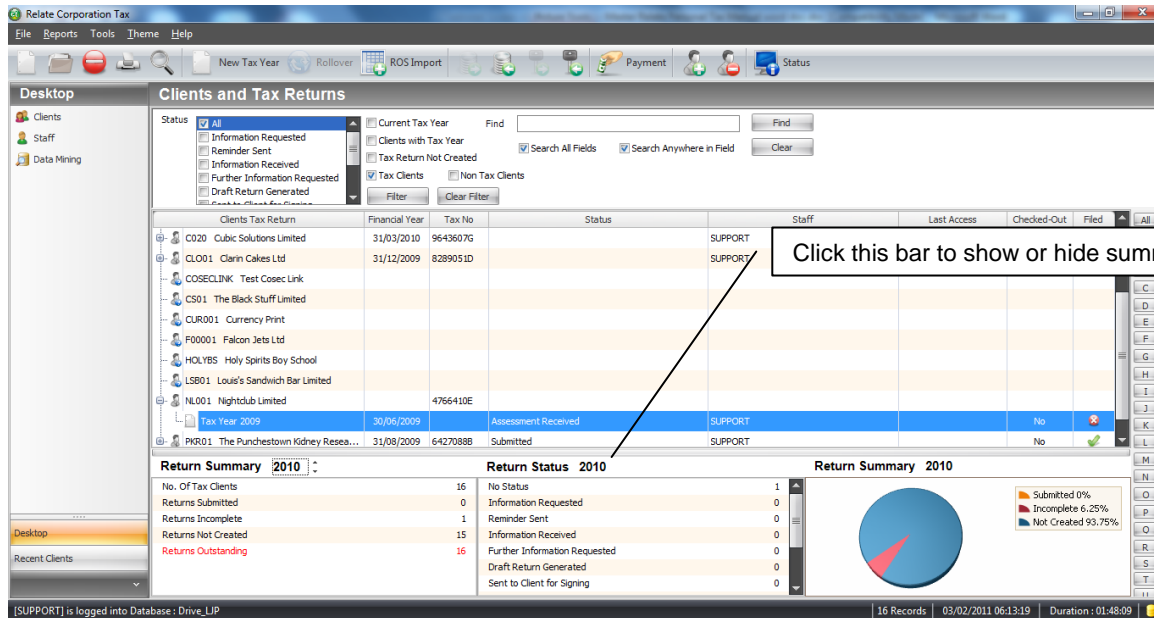 Relate Corporation Tax
File Reports Tools Theme Help
New Tax Year Rollover ROS Import Payment Status
Desktop
Clients
Staff
Data Mining
Desktop
Recent Clients
Clients and Tax Returns
Status
All
Information Requested
Reminder Sent
Information Received
Further Information Requested
Draft Return Generated
Sent to Client for Signing
Current Tax Year
Clients with Tax Year
Tax Return Not Created
Tax Clients Non Tax Clients
Filter Clear Filter
Find Find
Search All Fields Search Anywhere in Field Clear
Clients Tax Return Financial Year Tax No Status Staff Last Access Checked-Out Filed All
C020 Cubic Solutions Limited 31/03/2010 9643607G SUPPORT
CLO01 Clarin Cakes Ltd 31/12/2009 8289051D SUPPORT
Click this bar to show or hide summ
COSECLINK Test Cosec Link
CS01 The Black Stuff Limited
CUR001 Currency Print
F00001 Falcon Jets Ltd
HOLYBS Holy Spirits Boy School
LSB01 Louis's Sandwich Bar Limited
NL001 Nightclub Limited 4766410E
Tax Year 2009 30/06/2009 Assessment Received SUPPORT No
PKR01 The Punchestown Kidney Resea... 31/08/2009 6427088B Submitted SUPPORT No
C
D
E
F
G
H
I
J
K
L
M
N
O
P
Q
R
S
T
U
Return Summary 2010
No. Of Tax Clients 16
Returns Submitted 0
Returns Incomplete 1
Returns Not Created 15
Returns Outstanding 16
Return Status 2010
No Status 1
Information Requested 0
Reminder Sent 0
Information Received 0
Further Information Requested 0
Draft Return Generated 0
Sent to Client for Signing 0
Return Summary 2010
Submitted 0%
Incomplete 6.25%
Not Created 93.75%
[SUPPORT] is logged into Database : Drive_LJP 16 Records 03/02/2011 06:13:19 Duration : 01:48:09